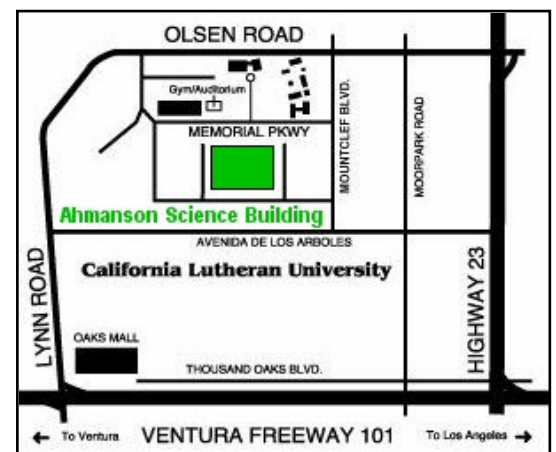 OLSEN ROAD
Gym/Auditorium
MEMORIAL PKWY
MOUNTCLEF BLVD.
MOORPARK ROAD
Ahmanson Science Building
AVENIDA DE LOS ARBOLES
California Lutheran University
LYNN ROAD
HIGHWAY 23
OAKS MALL
THOUSAND OAKS BLVD.
To Ventura
VENTURA FREEWAY 101
To Los Angeles